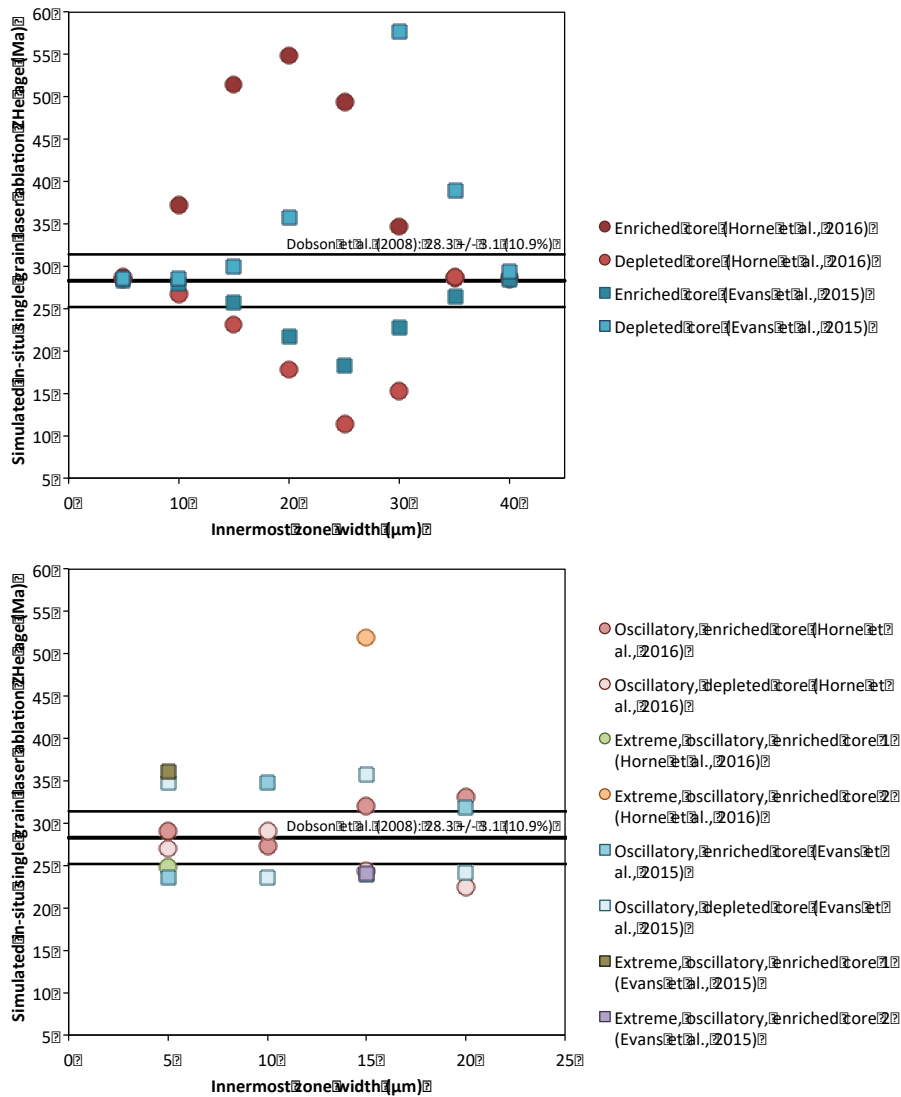 60
55
50
45
40
35
30
25
20
15
10
5
0
10
20
30
40
Simulated in-situ single grain laser ablation ZHe age (Ma)
Innermost zone width (µm)
Dobson et al. (2008): 28.3 +/- 3.1 (10.9%)
Enriched core (Horne et al., 2016)
Depleted core (Horne et al., 2016)
Enriched core (Evans et al., 2015)
Depleted core (Evans et al., 2015)
60
55
50
45
40
35
30
25
20
15
10
5
0
5
10
15
20
25
Simulated in-situ single grain laser ablation ZHe age (Ma)
Innermost zone width (µm)
Dobson et al. (2008): 28.3 +/- 3.1 (10.9%)
Oscillatory, enriched core (Horne et
al., 2016)
Oscillatory, depleted core (Horne et
al., 2016)
Extreme, oscillatory, enriched core 1
(Horne et al., 2016)
Extreme, oscillatory, enriched core 2
(Horne et al., 2016)
Oscillatory, enriched core (Evans et
al., 2015)
Oscillatory, depleted core (Evans et
al., 2015)
Extreme, oscillatory, enriched core 1
(Evans et al., 2015)
Extreme, oscillatory, enriched core 2
(Evans et al., 2015)